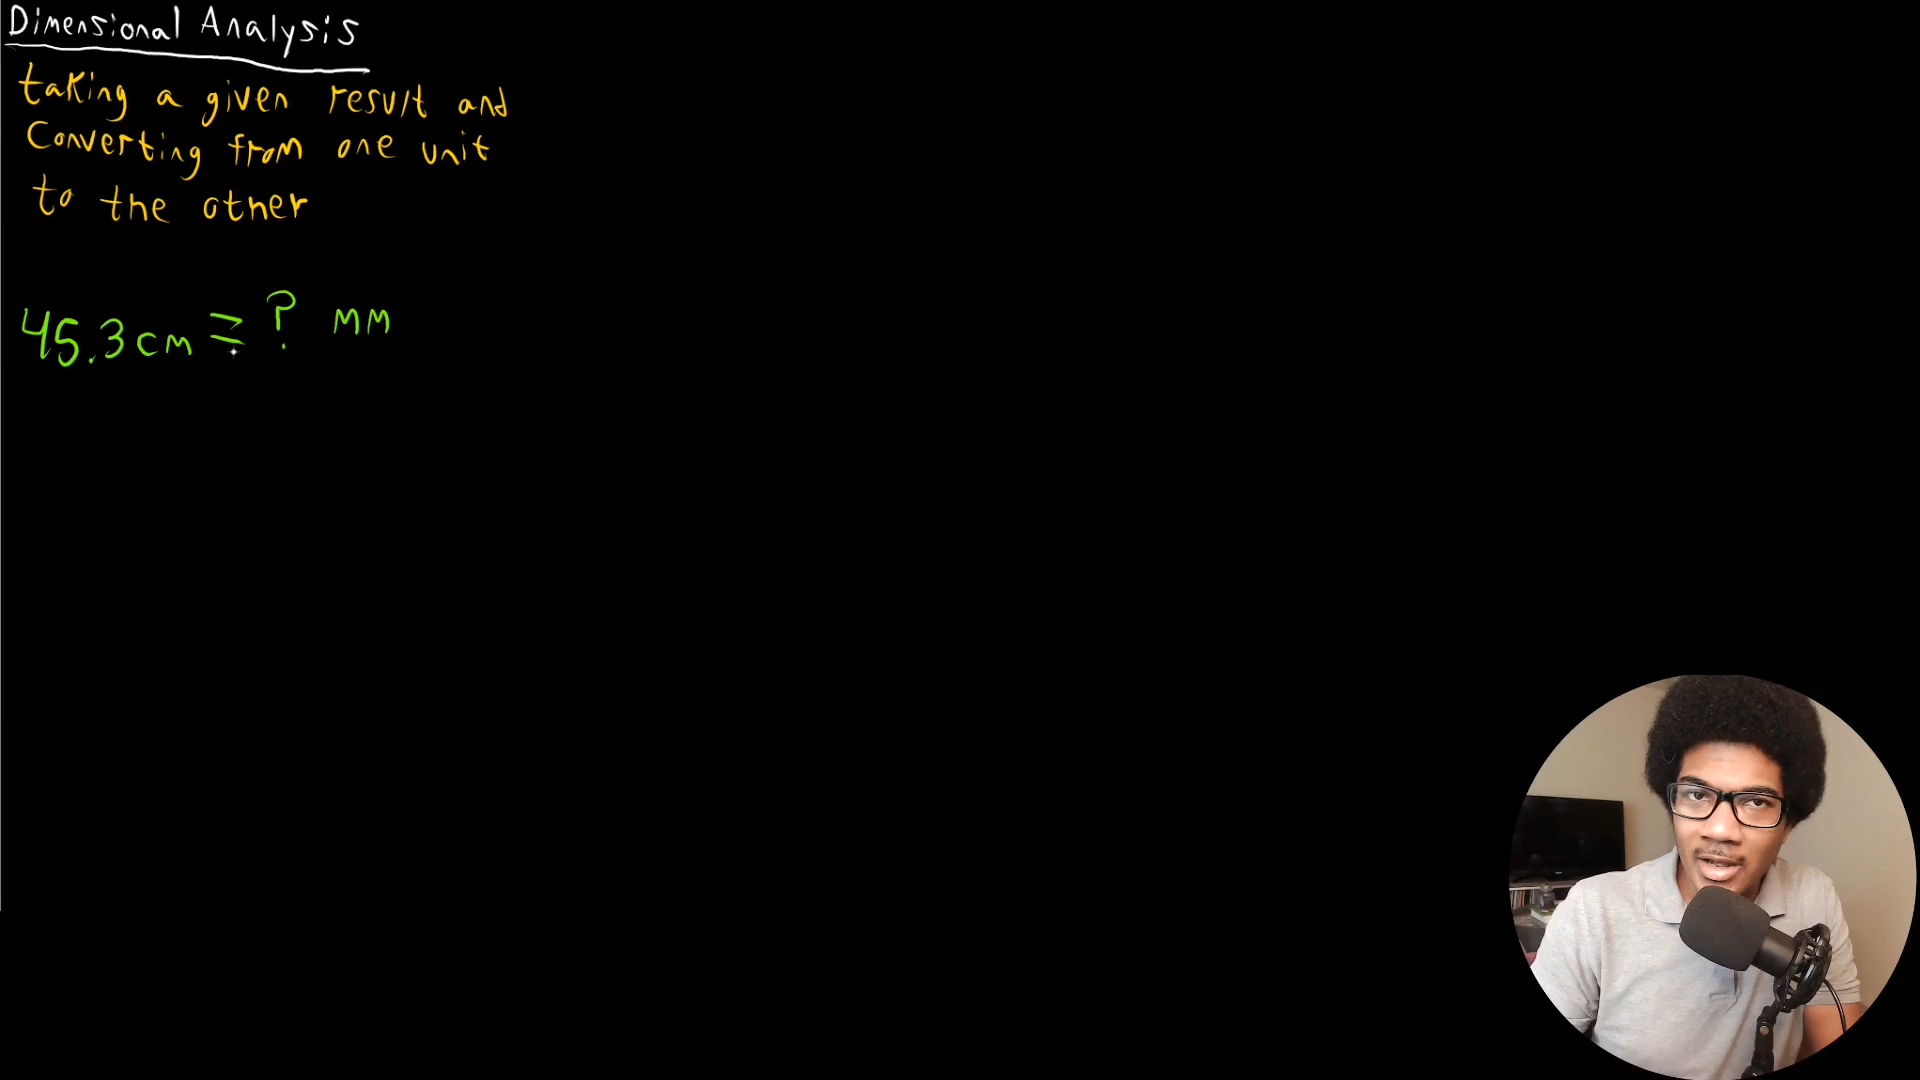 Dimensional Analysis
taking a given result and
Converting from one unit
to the other
45.3 cm = ? mm